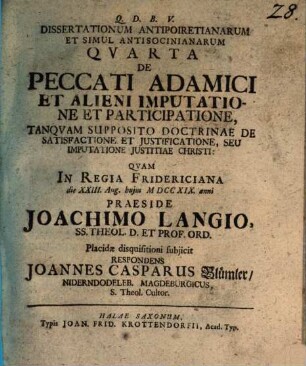 Q. D. B. V.
DISSERTATIONUM ANTIPOIRETIANARUM
ET SIMUL ANTISOCINIANARUM
QVARTA
DE
PECCATI ADAMICI
ET ALIENI IMPUTATIO-
NE ET PARTICIPATIONE,
TANQVAM SUPPOSITO DOCTRINAE DE
SATISFACTIONE ET JUSTIFICATIONE, SEU
IMPUTATIONE JUSTITIAE CHRISTI:
QVAM
IN REGIA FRIDERICIANA
die XXIII. Aug. hujus MDCCXIX. anni
PRAESIDE
JOACHIMO LANGIO,
SS. THEOL. D. ET PROF. ORD.
Placidæ disquisitioni subjicit
RESPONDENS
JOANNES CASPARUS Blümler/
NIDERNDODELEB. MAGDEBURGICUS,
S. Theol. Cultor.
HALAE SAXONUM,
Typis JOAN. FRID. KROTTENDORFII, Acad. Typ.
28.